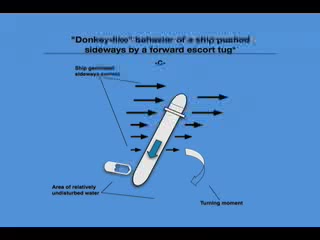 "Donkey-like" behavior of a ship pushed
sideways by a forward escort tug"
-C-
Ship generated
sideways current
Area of relatively
undisturbed water
Turning moment